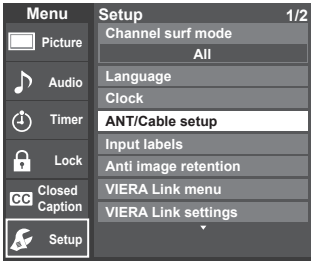 Menu
Picture
Audio
Timer
Lock
CC Closed
Caption
Setup
Setup 1/2
Channel surf mode
All
Language
Clock
ANT/Cable setup
Input labels
Anti image retention
VIERA Link menu
VIERA Link settings